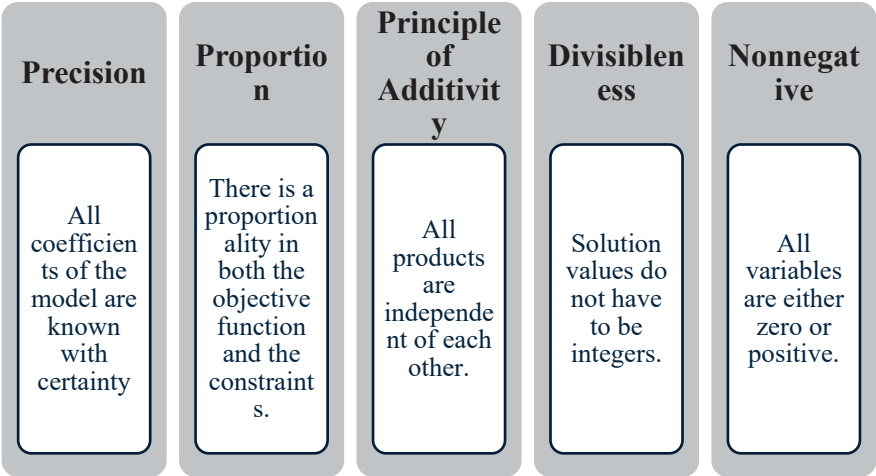 Precision
All
coefficien
ts of the
model are
known
with
certainty
Proportio
n
There is a
proportion
ality in
both the
objective
function
and the
constraint
s.
Principle
of
Additivit
y
All
products
are
independe
nt of each
other.
Divisiblen
ess
Solution
values do
not have
to be
integers.
Nonnegat
ive
All
variables
are either
zero or
positive.